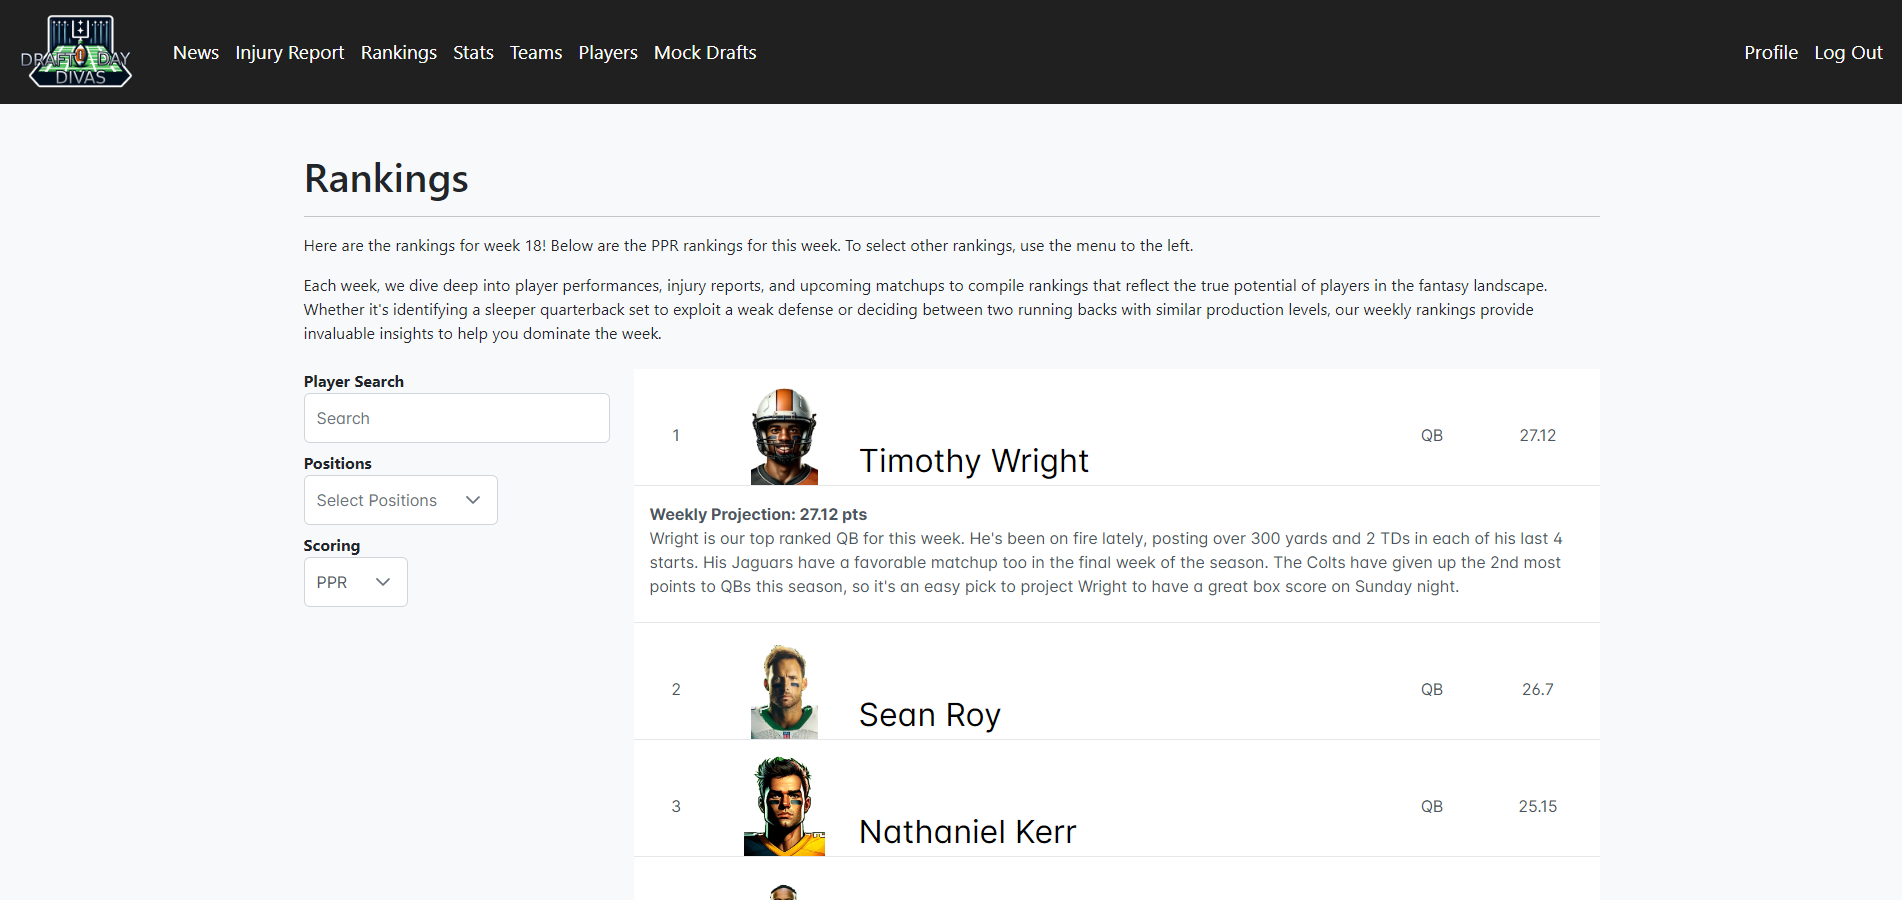 DRAFT DAY
DIVAS
News Injury Report Rankings Stats Teams Players Mock Drafts Profile Log Out
Rankings
Here are the rankings for week 18! Below are the PPR rankings for this week. To select other rankings, use the menu to the left.
Each week, we dive deep into player performances, injury reports, and upcoming matchups to compile rankings that reflect the true potential of players in the fantasy landscape.
Whether it's identifying a sleeper quarterback set to exploit a weak defense or deciding between two running backs with similar production levels, our weekly rankings provide
invaluable insights to help you dominate the week.
Player Search
Search
Positions
Select Positions
Scoring
PPR
1 Timothy Wright QB 27.12
Weekly Projection: 27.12 pts
Wright is our top ranked QB for this week. He's been on fire lately, posting over 300 yards and 2 TDs in each of his last 4
starts. His Jaguars have a favorable matchup too in the final week of the season. The Colts have given up the 2nd most
points to QBs this season, so it's an easy pick to project Wright to have a great box score on Sunday night.
2 Sean Roy QB 26.7
3 Nathaniel Kerr QB 25.15